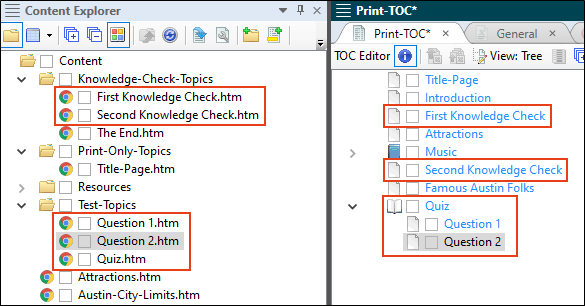 Content Explorer
Content
Knowledge-Check-Topics
First Knowledge Check.htm
Second Knowledge Check.htm
The End.htm
Print-Only-Topics
Title-Page.htm
Resources
Test-Topics
Question 1.htm
Question 2.htm
Quiz.htm
Attractions.htm
Austin-City-Limits.htm
Print-TOC*
Print-TOC*
General
TOC Editor
View: Tree
Title-Page
Introduction
First Knowledge Check
Attractions
Music
Second Knowledge Check
Famous Austin Folks
Quiz
Question 1
Question 2